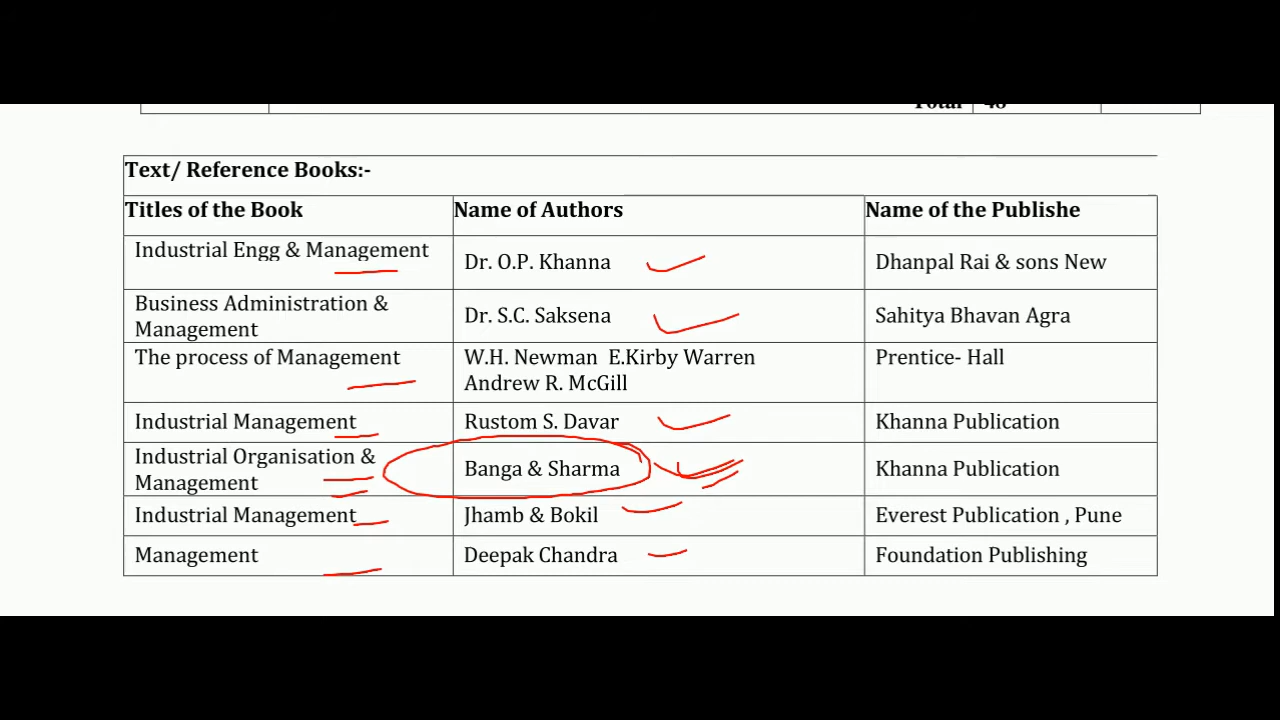 Total 48
Text/ Reference Books:-
Titles of the Book Name of Authors Name of the Publishe
Industrial Engg & Management Dr. O.P. Khanna Dhanpal Rai & sons New
Business Administration &
Management Dr. S.C. Saksena Sahitya Bhavan Agra
The process of Management W.H. Newman E.Kirby Warren Prentice- Hall
Andrew R. McGill
Industrial Management Rustom S. Davar Khanna Publication
Industrial Organisation &
Management Banga & Sharma Khanna Publication
Industrial Management Jhamb & Bokil Everest Publication , Pune
Management Deepak Chandra Foundation Publishing